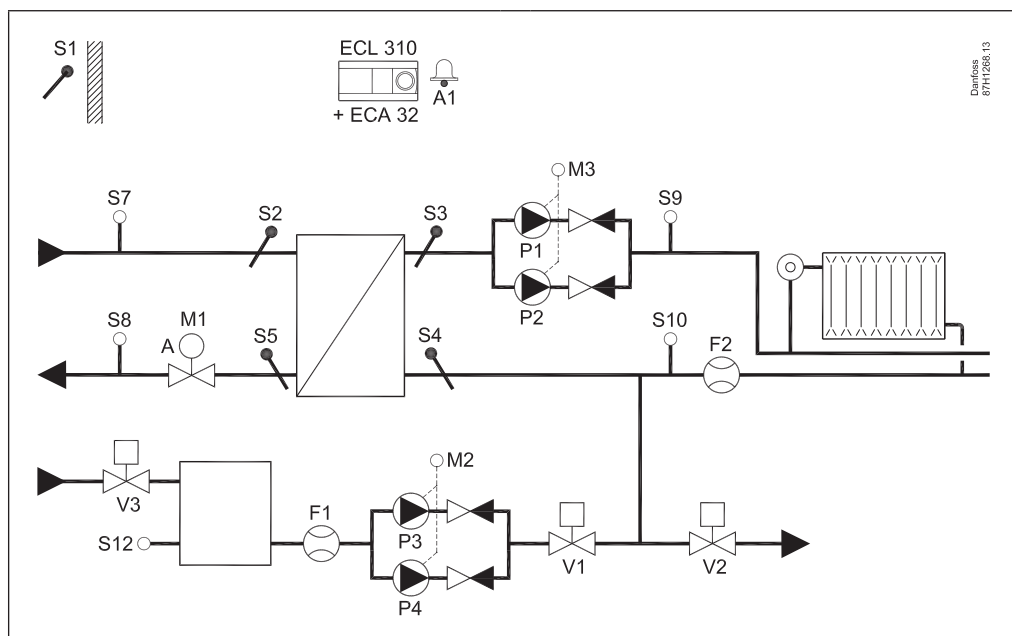 S1
ECL 310
A1
+ ECA 32
Danfoss
87H1268.13
M3
S7
S2
S3
S9
P1
P2
S8
M1
A
S5
S4
S10
F2
M2
V3
F1
P3
S12
V1
V2
P4